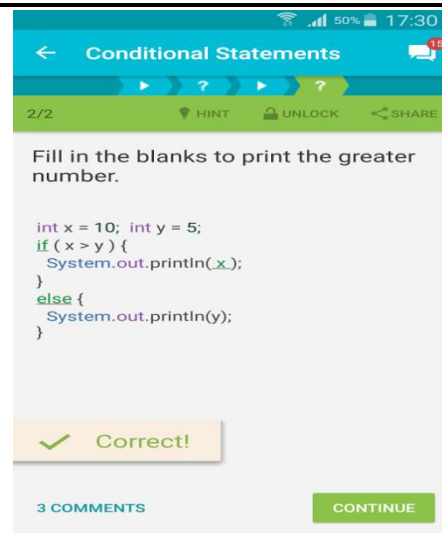 50% 17:30
Conditional Statements 15
? ?
2/2 HINT UNLOCK SHARE
Fill in the blanks to print the greater
number.
int x = 10; int y = 5;
if ( x > y ) {
System.out.println( x );
}
else {
System.out.println(y);
}
Correct!
3 COMMENTS CONTINUE